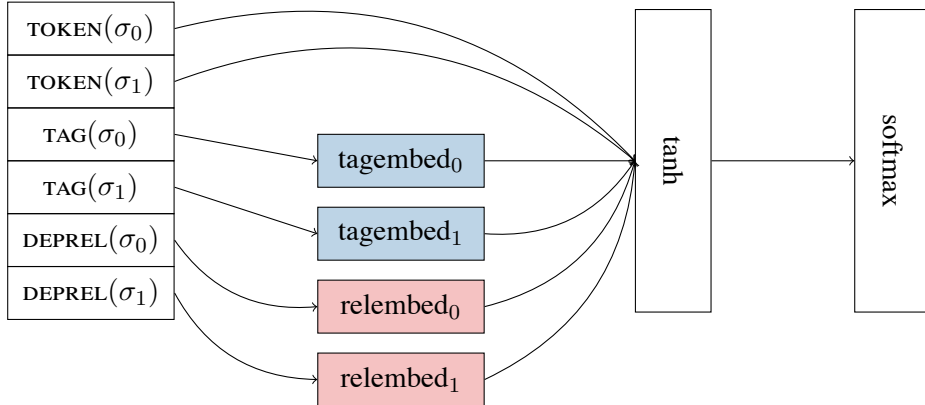 TOKEN(σ₀)
TOKEN(σ₁)
TAG(σ₀)
TAG(σ₁)
DEPREL(σ₀)
DEPREL(σ₁)
tagembed₀
tagembed₁
relembed₀
relembed₁
tanh
softmax